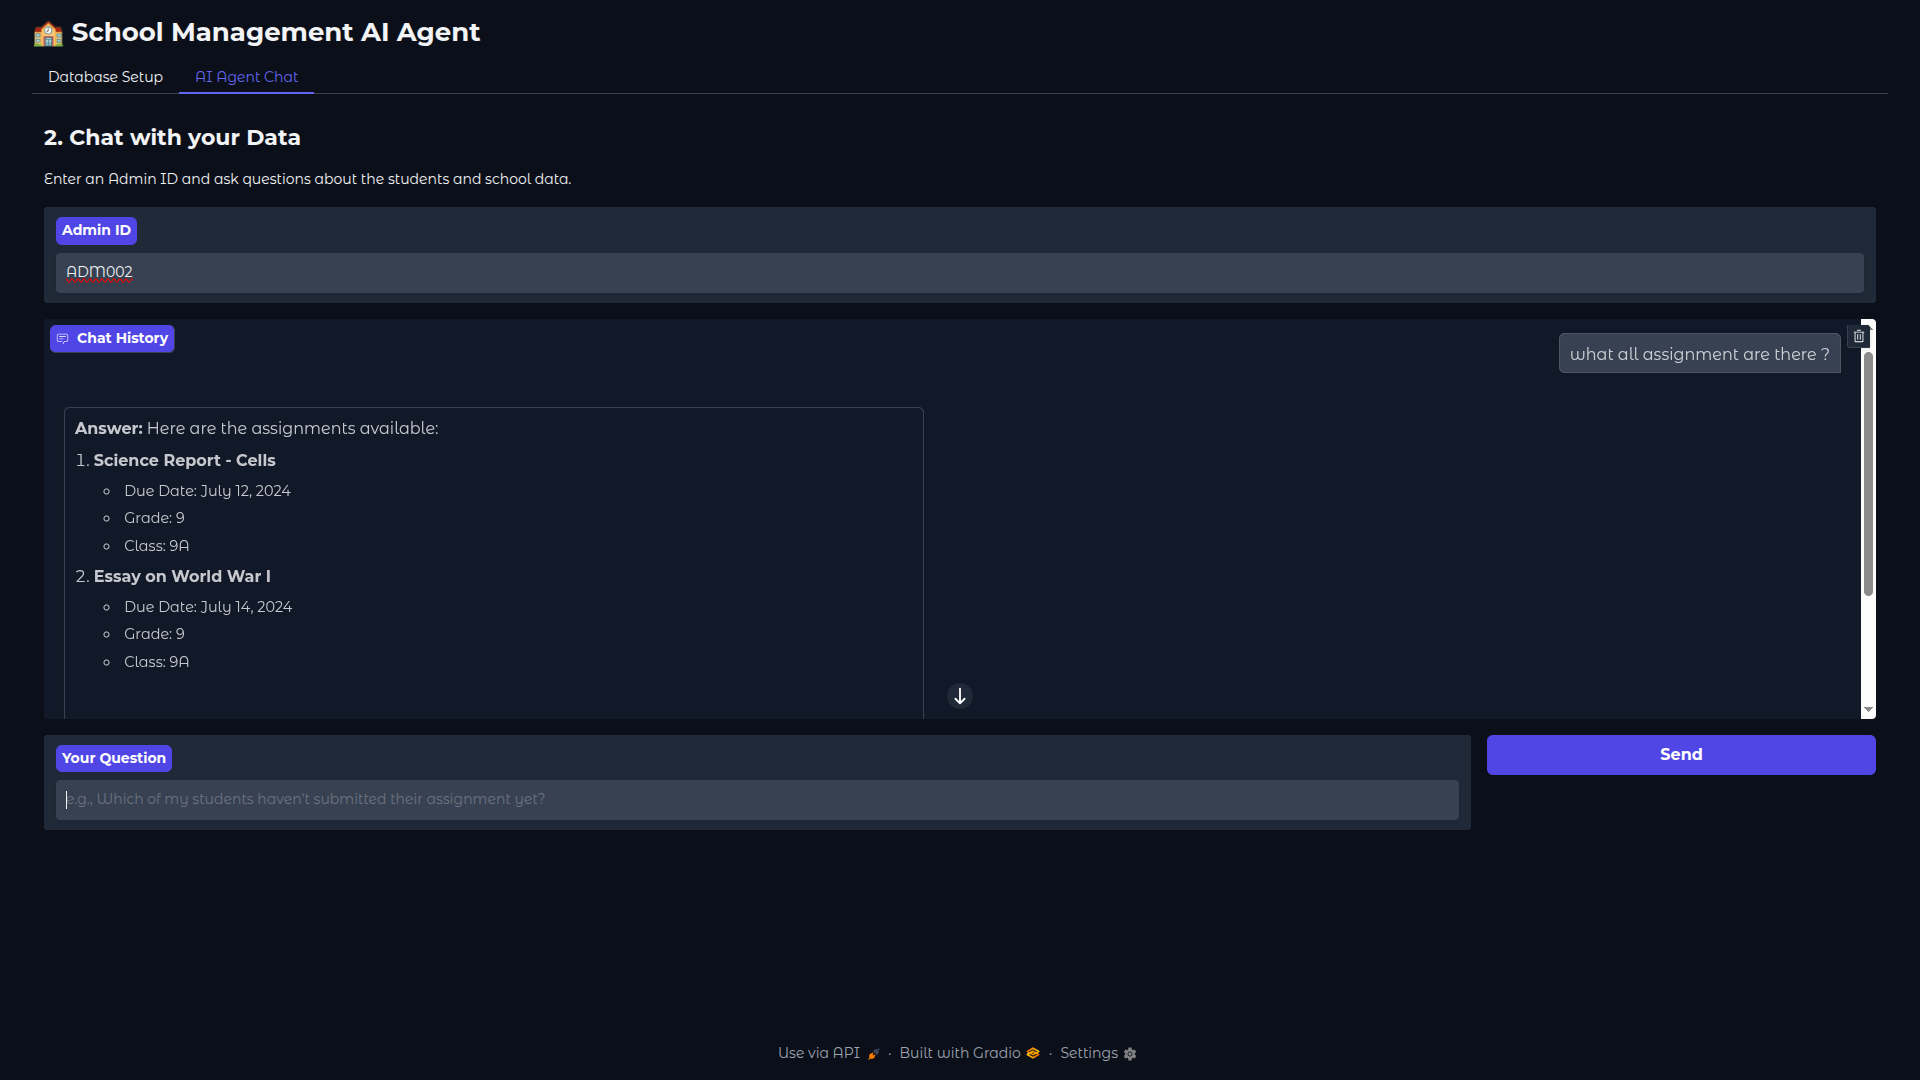 School Management AI Agent
Database Setup
AI Agent Chat
2. Chat with your Data
Enter an Admin ID and ask questions about the students and school data.
Admin ID
ADM002
Chat History
what all assignment are there ?
Answer: Here are the assignments available:
1. Science Report - Cells
Due Date: July 12, 2024
Grade: 9
Class: 9A
2. Essay on World War I
Due Date: July 14, 2024
Grade: 9
Class: 9A
Your Question
e.g., Which of my students haven't submitted their assignment yet?
Send
Use via API · Built with Gradio · Settings